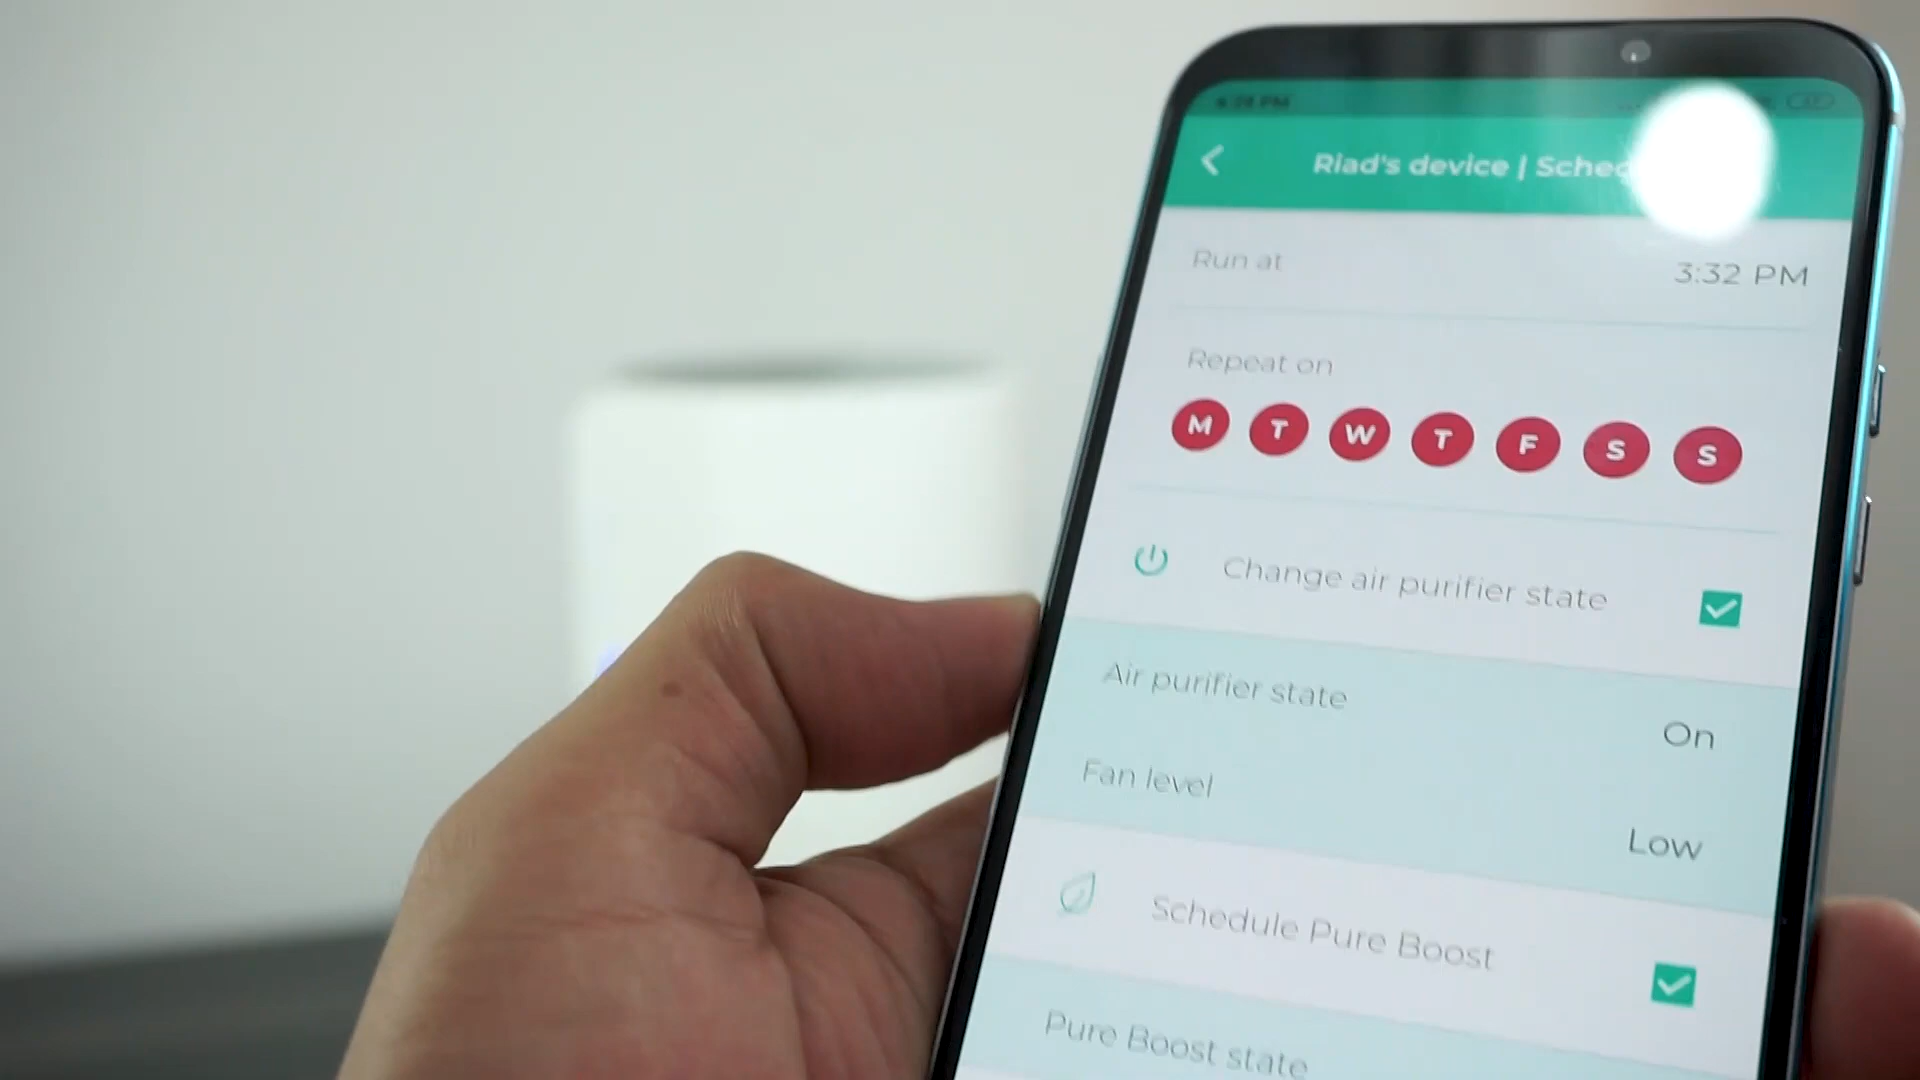 Riad's device | Sched
Run at
3:32 PM
Repeat on
M T W T F S S
Change air purifier state
Air purifier state
On
Fan level
Low
Schedule Pure Boost
Pure Boost state